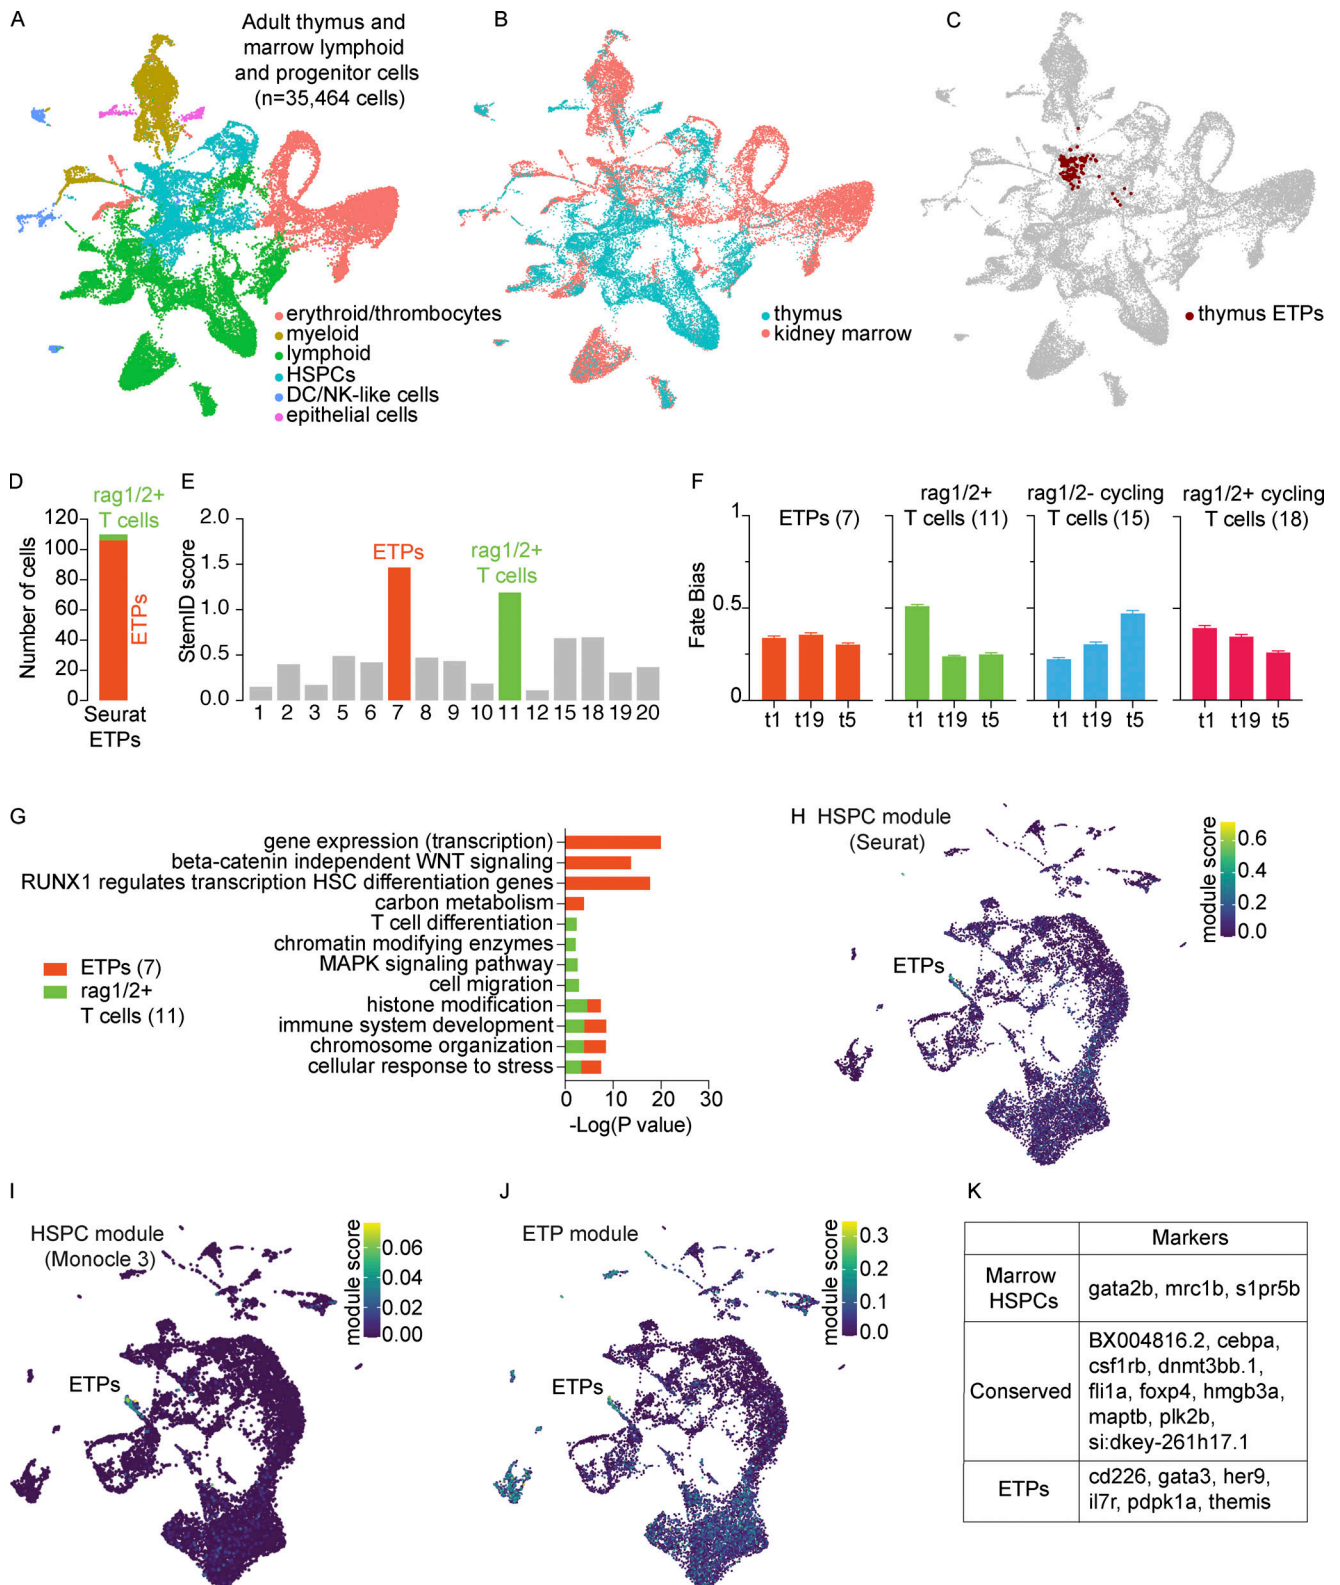 A
Adult thymus and
marrow lymphoid
and progenitor cells
(n=35,464 cells)
erythroid/thrombocytes
myeloid
lymphoid
HSPCs
DC/NK-like cells
epithelial cells
B
thymus
kidney marrow
C
thymus ETPs
D
rag1/2+
T cells
Number of cells
120
100
80
60
40
20
0
ETPs
Seurat
ETPs
E
StemID score
2.0
1.5
1.0
0.5
0.0
ETPs
rag1/2+
T cells
1 2 3 5 6 7 8 9 10 11 12 15 18 19 20
F
Fate Bias
1
0.5
0
ETPs (7)
t1 t19 t5
rag1/2+
T cells (11)
t1 t19 t5
rag1/2- cycling
T cells (15)
t1 t19 t5
rag1/2+ cycling
T cells (18)
t1 t19 t5
G
ETPs (7)
rag1/2+
T cells (11)
gene expression (transcription)
beta-catenin independent WNT signaling
RUNX1 regulates transcription HSC differentiation genes
carbon metabolism
T cell differentiation
chromatin modifying enzymes
MAPK signaling pathway
cell migration
histone modification
immune system development
chromosome organization
cellular response to stress
0 10 20 30
-Log(P value)
H HSPC module
(Seurat)
module score
0.6
0.4
0.2
0.0
ETPs
I
HSPC module
(Monocle 3)
module score
0.06
0.04
0.02
0.00
ETPs
J
ETP module
module score
0.3
0.2
0.1
0.0
ETPs
K
Markers
Marrow
HSPCs
gata2b, mrc1b, s1pr5b
Conserved
BX004816.2, cebpa,
csf1rb, dnmt3bb.1,
fli1a, foxp4, hmgb3a,
maptb, plk2b,
si:dkey-261h17.1
ETPs
cd226, gata3, her9,
il7r, pdpk1a, themis